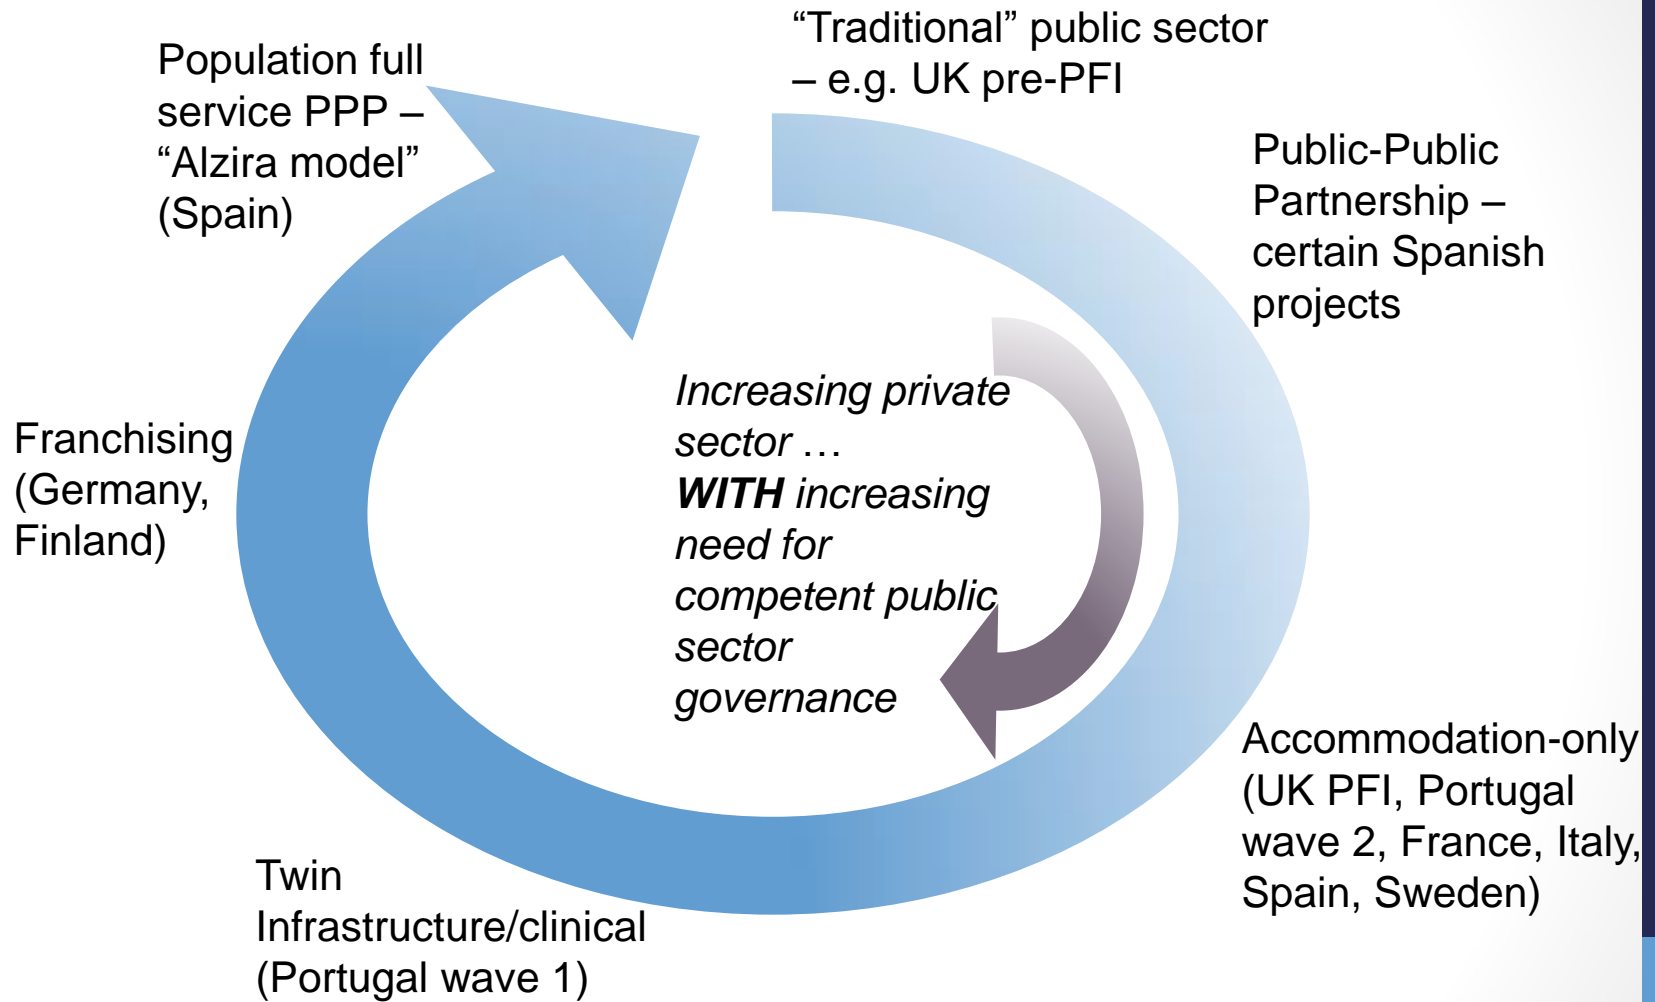 “Traditional” public sector
– e.g. UK pre-PFI
Public-Public
Partnership –
certain Spanish
projects
Accommodation-only
(UK PFI, Portugal
wave 2, France, Italy,
Spain, Sweden)
Twin
Infrastructure/clinical
(Portugal wave 1)
Franchising
(Germany,
Finland)
Population full
service PPP –
“Alzira model”
(Spain)
Increasing private
sector …
WITH increasing
need for
competent public
sector
governance